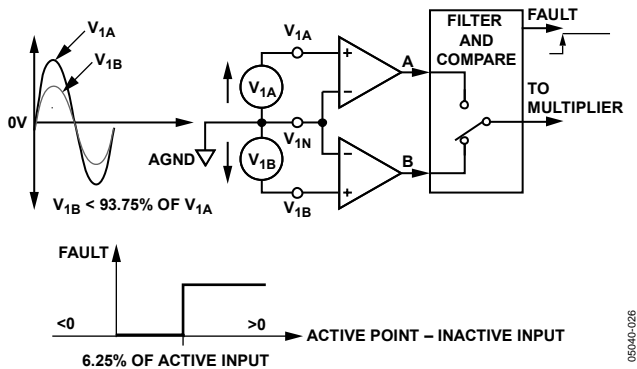 V1A
V1B
0V
V1B < 93.75% OF V1A
AGND
V1A
V1A
V1N
V1B
V1B
+
–
–
+
A
B
FILTER
AND
COMPARE
FAULT
TO
MULTIPLIER
FAULT
<0
>0
ACTIVE POINT – INACTIVE INPUT
6.25% OF ACTIVE INPUT
05040-026